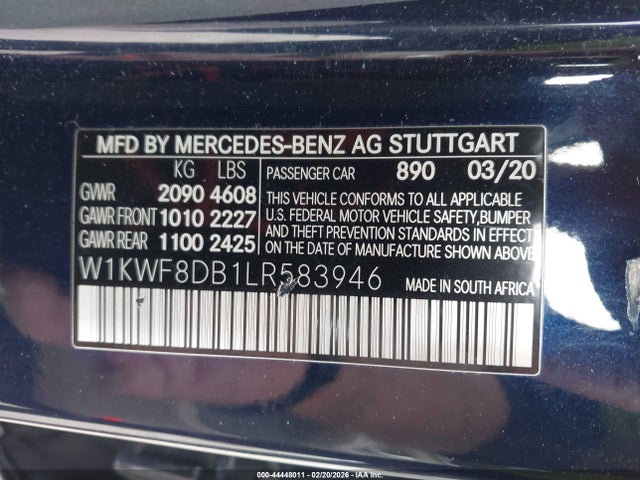 MFD BY MERCEDES-BENZ AG STUTTGART
KG LBS PASSENGER CAR 890 03/20
GVWR 2090 4608
GAWR FRONT 1010 2227
GAWR REAR 1100 2425
THIS VEHICLE CONFORMS TO ALL APPLICABLE
U.S. FEDERAL MOTOR VEHICLE SAFETY,BUMPER
AND THEFT PREVENTION STANDARDS IN EFFECT
ON DATE OF MANUFACTURE SHOWN ABOVE
W1KWF8DB1LR583946
MADE IN SOUTH AFRICA
000-44448011 - 02/20/2026 - IAAI.CA